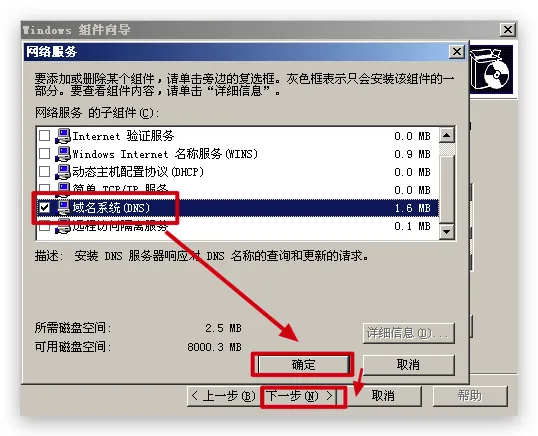 Windows 组件向导
网络服务
要添加或删除某个组件，请单击旁边的复选框。灰色框表示只会安装该组件的一
部分。要查看组件内容，请单击“详细信息”。
网络服务 的子组件(C):
Internet 验证服务 0.0 MB
Windows Internet 名称服务(WINS) 0.9 MB
动态主机配置协议(DHCP) 0.0 MB
简单 TCP/IP 服务 0.0 MB
域名系统(DNS) 1.6 MB
远程访问隔离服务 0.1 MB
描述: 安装 DNS 服务器响应对 DNS 名称的查询和更新的请求。
所需磁盘空间: 2.5 MB
详细信息(D)...
可用磁盘空间: 8000.3 MB
确定 取消
< 上一步(B) 下一步(N) > 取消 帮助